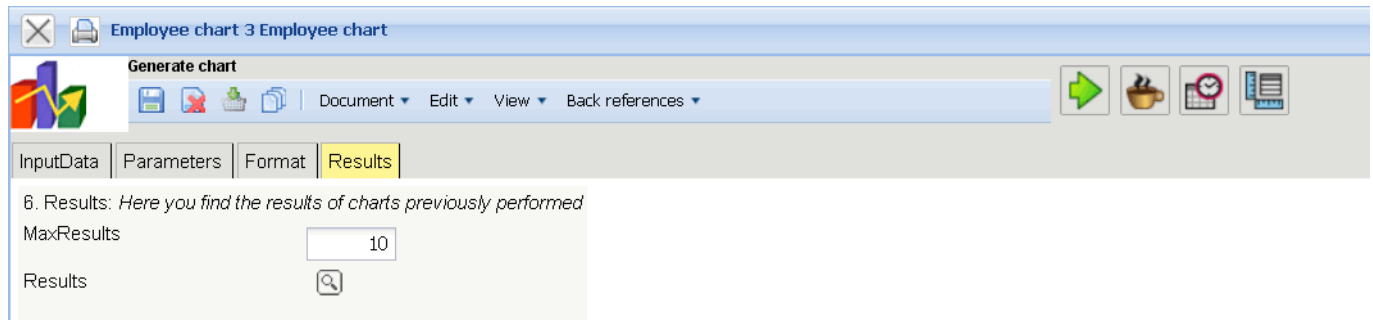 Employee chart 3 Employee chart
Generate chart
Document Edit View Back references
InputData Parameters Format Results
6. Results: Here you find the results of charts previously performed
MaxResults 10
Results